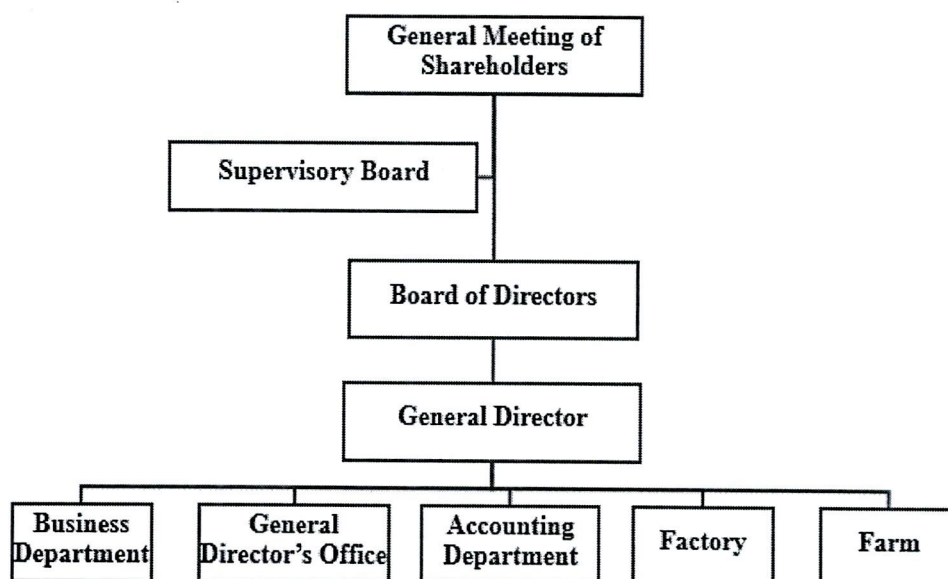 General Meeting of
Shareholders
Supervisory Board
Board of Directors
General Director
Business
Department
General
Director's Office
Accounting
Department
Factory
Farm